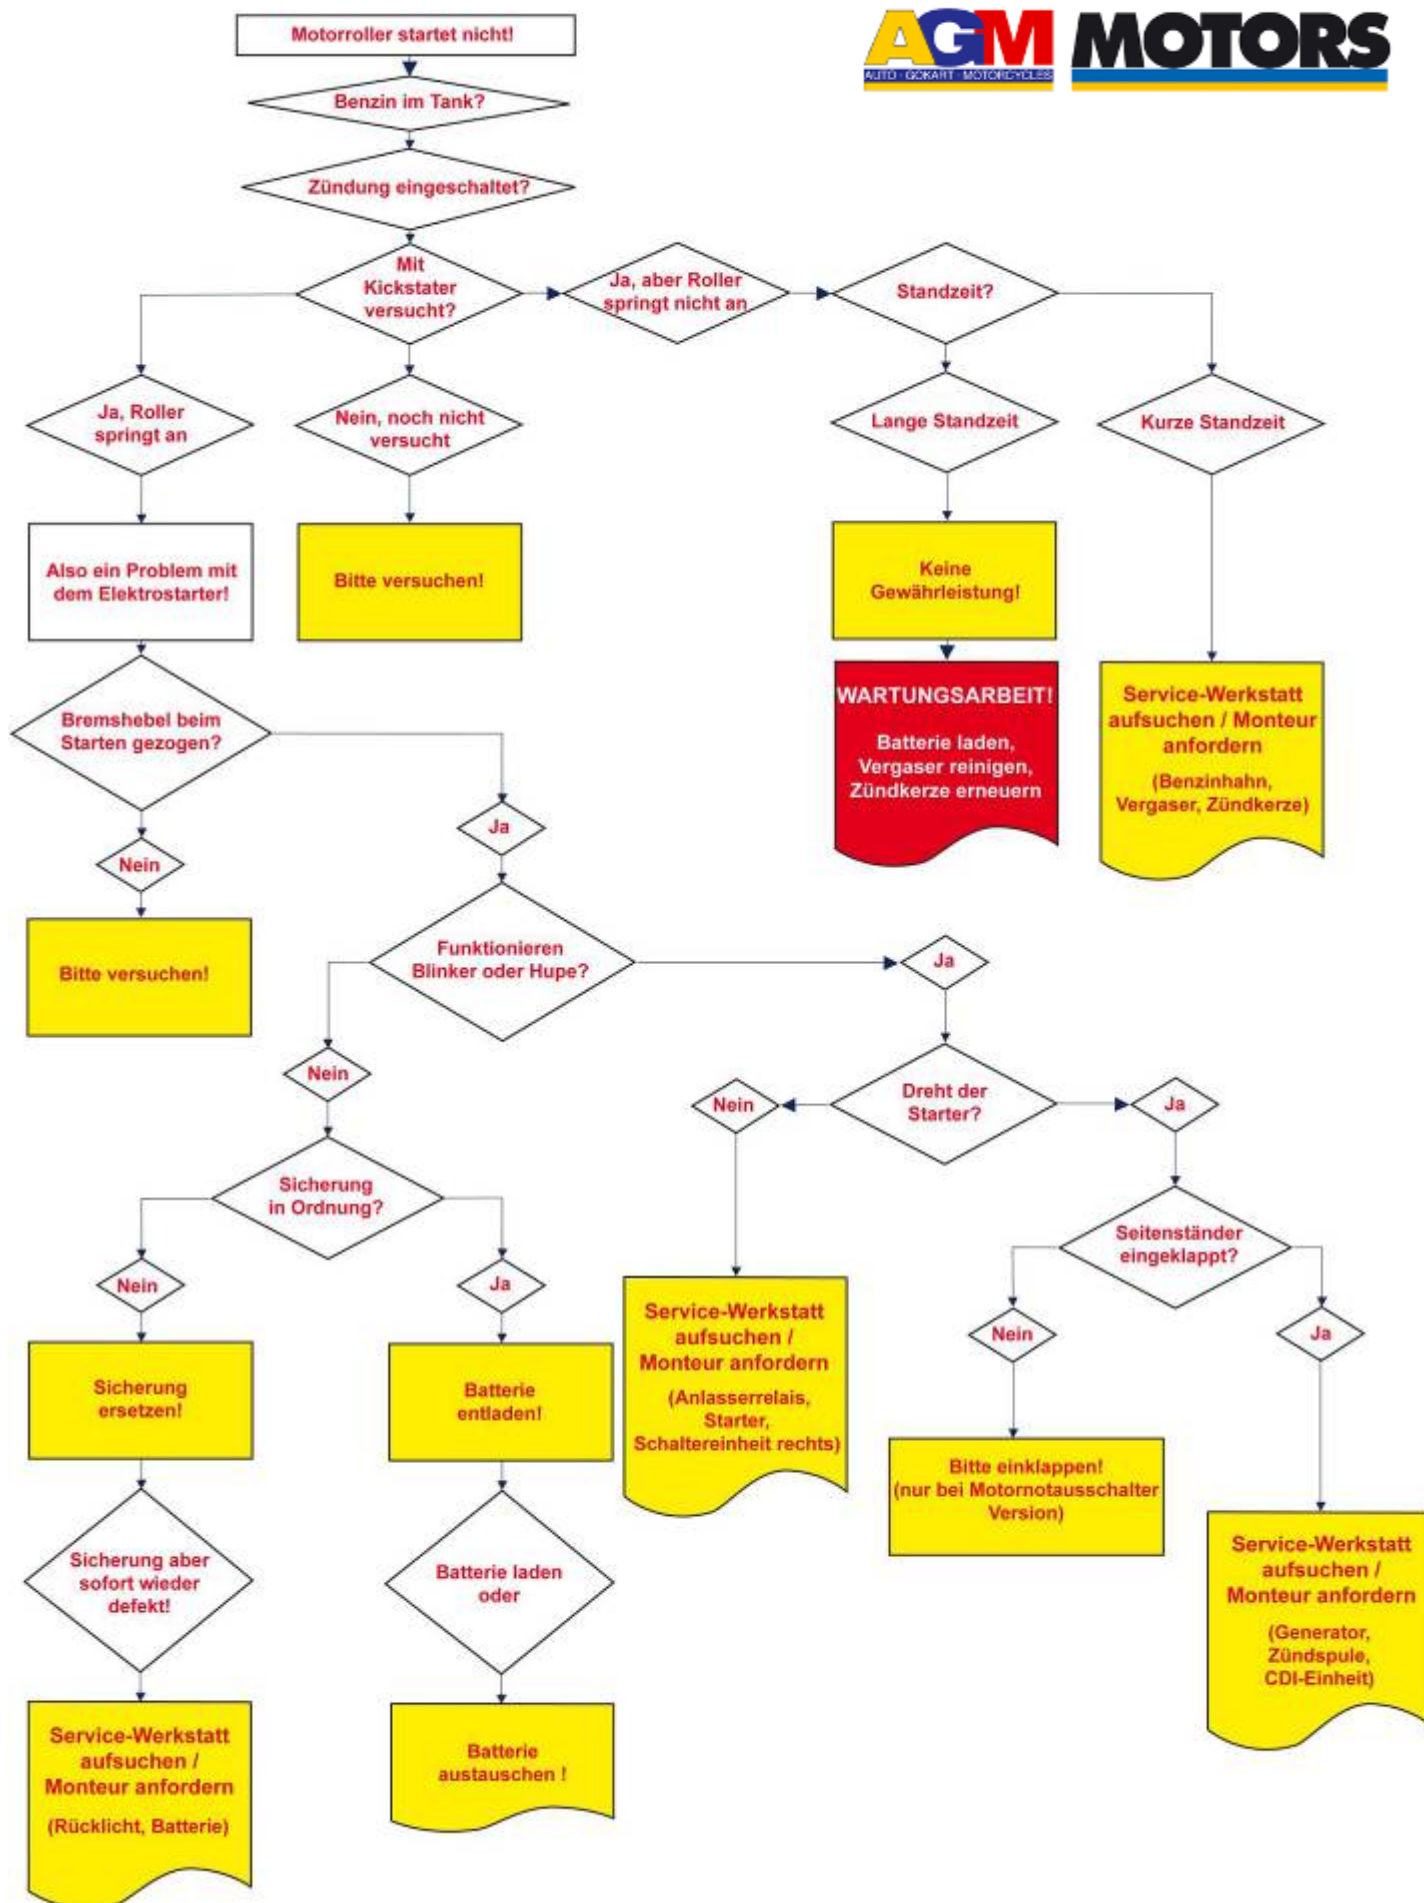 AGM MOTORS
AUTO · GOKART · MOTORCYCLES
Motorroller startet nicht!
Benzin im Tank?
Zündung eingeschaltet?
Mit
Kickstater
versucht?
Ja, aber Roller
springt nicht an
Standzeit?
Ja, Roller
springt an
Nein, noch nicht
versucht
Lange Standzeit
Kurze Standzeit
Also ein Problem mit
dem Elektrostarter!
Bitte versuchen!
Keine
Gewährleistung!
WARTUNGSARBEIT!
Batterie laden,
Vergaser reinigen,
Zündkerze erneuern
Service-Werkstatt
aufsuchen / Monteur
anfordern
(Benzinhahn,
Vergaser, Zündkerze)
Bremshebel beim
Starten gezogen?
Ja
Nein
Bitte versuchen!
Funktionieren
Blinker oder Hupe?
Ja
Nein
Dreht der
Starter?
Nein
Ja
Sicherung
in Ordnung?
Seitenständer
eingeklappt?
Nein
Ja
Nein
Ja
Service-Werkstatt
aufsuchen /
Monteur anfordern
(Anlasserrelais,
Starter,
Schaltereinheit rechts)
Sicherung
ersetzen!
Batterie
entladen!
Bitte einklappen!
(nur bei Motornotausschalter
Version)
Sicherung aber
sofort wieder
defekt!
Batterie laden
oder
Service-Werkstatt
aufsuchen /
Monteur anfordern
(Generator,
Zündspule,
CDI-Einheit)
Service-Werkstatt
aufsuchen /
Monteur anfordern
(Rücklicht, Batterie)
Batterie
austauschen !